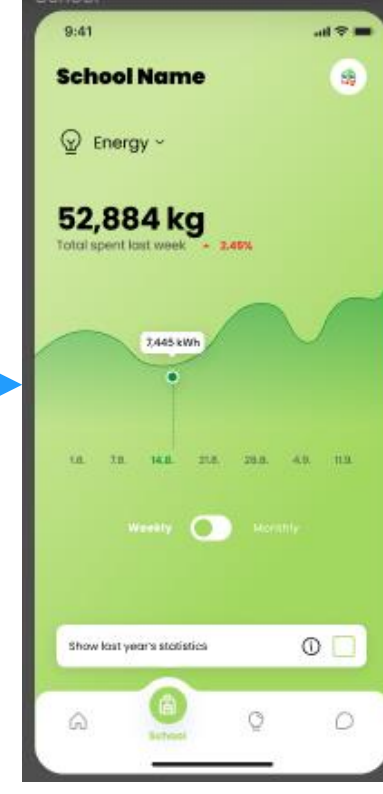 School
9:41
School Name
Energy
52,884 kg
Total spent last week 2,45%
7,445 kWh
1.8. 7.8. 14.8. 21.8. 28.8. 4.9. 11.9.
Weekly Monthly
Show last year's statistics
School